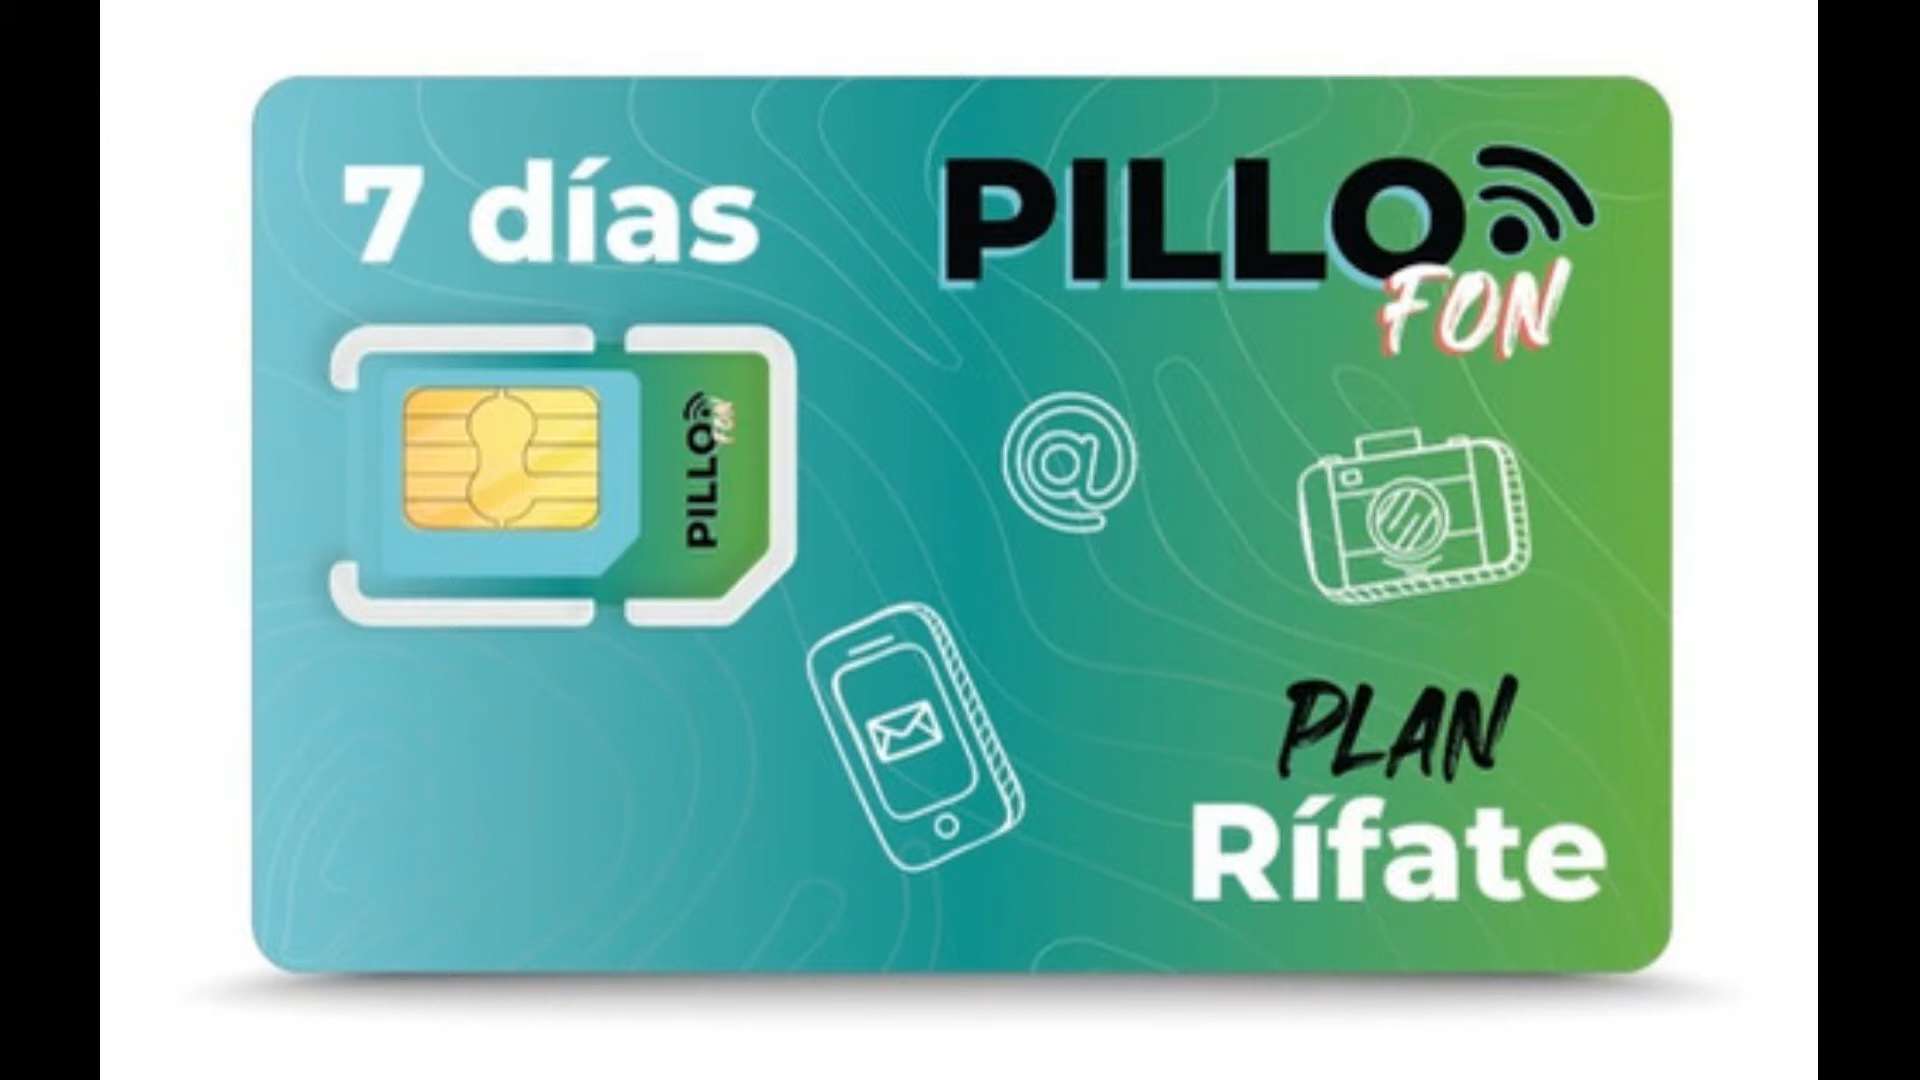 7 días
PILLO
FON
PILLO
FON
@
PLAN
Rífate